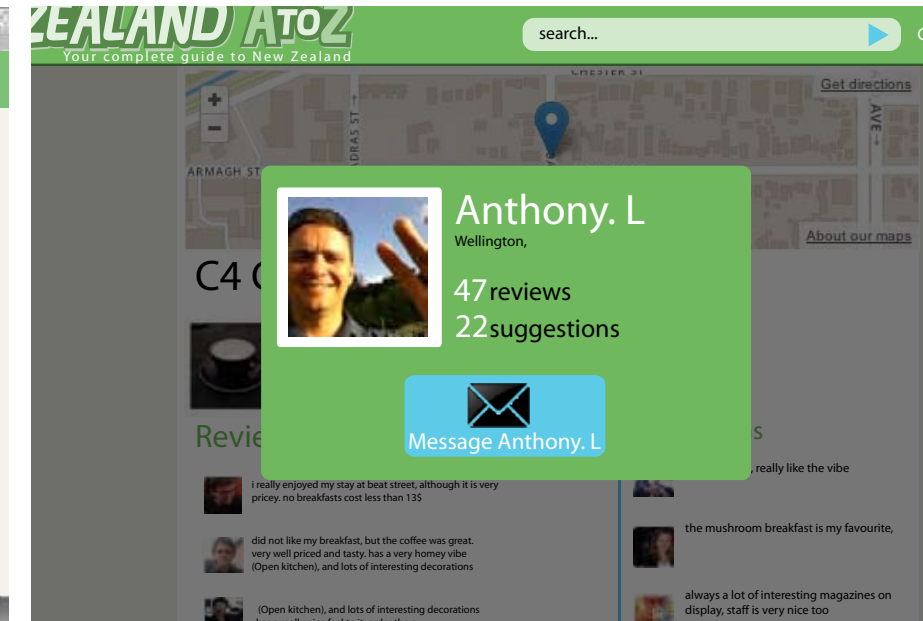 ZEALAND ATOZ
Your complete guide to New Zealand
search...
CHESTER ST
Get directions
+
-
ADRAS ST
AVE
ARMAGH ST
About our maps
Anthony. L
Wellington,
47 reviews
22 suggestions
C4
Message Anthony. L
i really enjoyed my stay at beat street, although it is very
pricey. no breakfasts cost less than 13$
did not like my breakfast, but the coffee was great.
very well priced and tasty. has a very homey vibe
(Open kitchen), and lots of interesting decorations
(Open kitchen), and lots of interesting decorations
, really like the vibe
the mushroom breakfast is my favourite,
always a lot of interesting magazines on
display, staff is very nice too